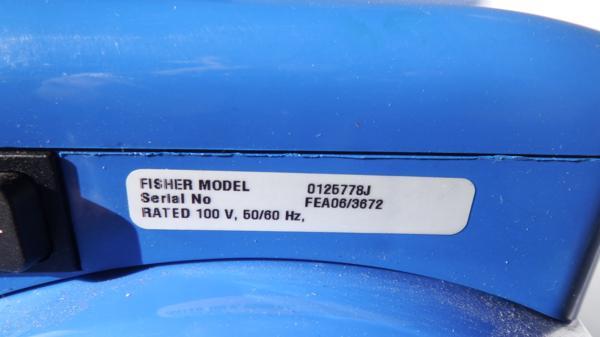 FISHER MODEL 0125778J
Serial No FEA06/3672
RATED 100 V, 50/60 Hz,